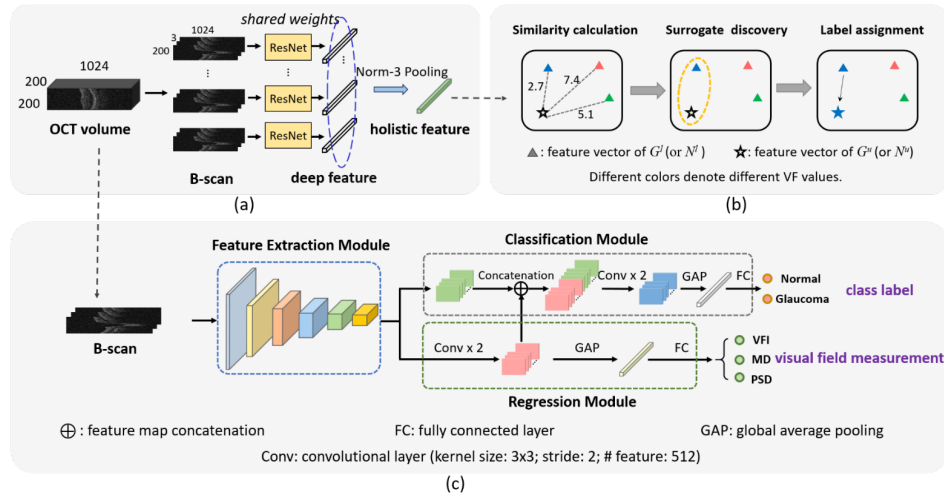 shared weights
3
1024
200
ResNet
1024
200
200
OCT volume
ResNet
ResNet
Norm-3 Pooling
holistic feature
B-scan
deep feature
(a)
Similarity calculation
Surrogate discovery
Label assignment
2.7
7.4
5.1
: feature vector of Gˡ (or Nˡ)
: feature vector of Gᵘ (or Nᵘ)
Different colors denote different VF values.
(b)
Feature Extraction Module
B-scan
Classification Module
Concatenation
Conv x 2
GAP
FC
Normal
Glaucoma
class label
Conv x 2
GAP
FC
VFI
MD
PSD
visual field measurement
Regression Module
⊕ : feature map concatenation
FC: fully connected layer
GAP: global average pooling
Conv: convolutional layer (kernel size: 3x3; stride: 2; # feature: 512)
(c)